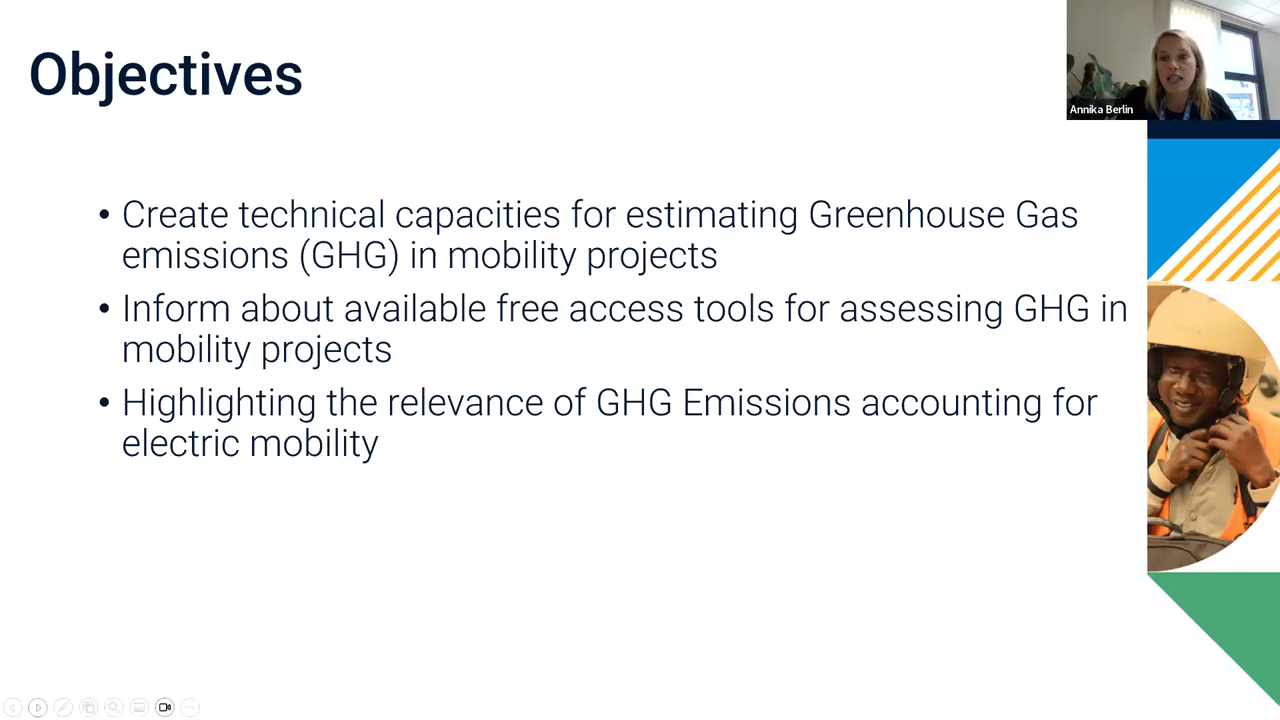 Objectives
Annika Berlin
• Create technical capacities for estimating Greenhouse Gas
emissions (GHG) in mobility projects
• Inform about available free access tools for assessing GHG in
mobility projects
• Highlighting the relevance of GHG Emissions accounting for
electric mobility